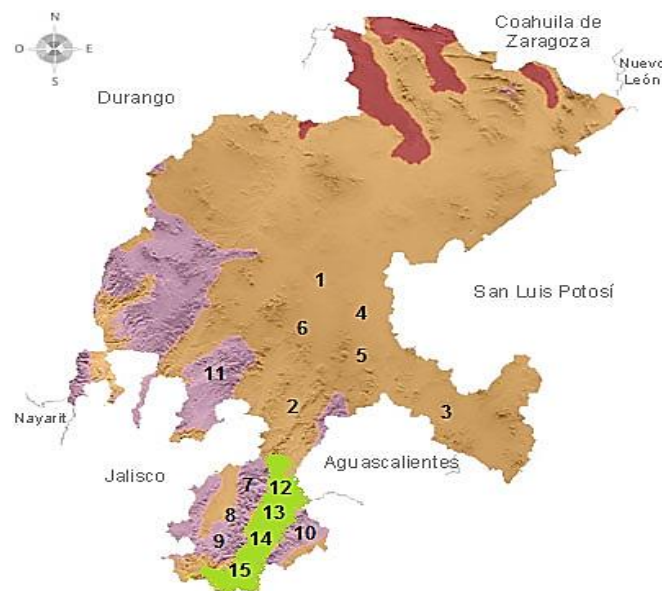 N
O E
S
Coahuila de
Zaragoza
Nuevo
León
Durango
1
San Luis Potosí
4
6
5
11
2
3
Nayarit
Jalisco
Aguascalientes
7
12
8
13
9
14
10
15